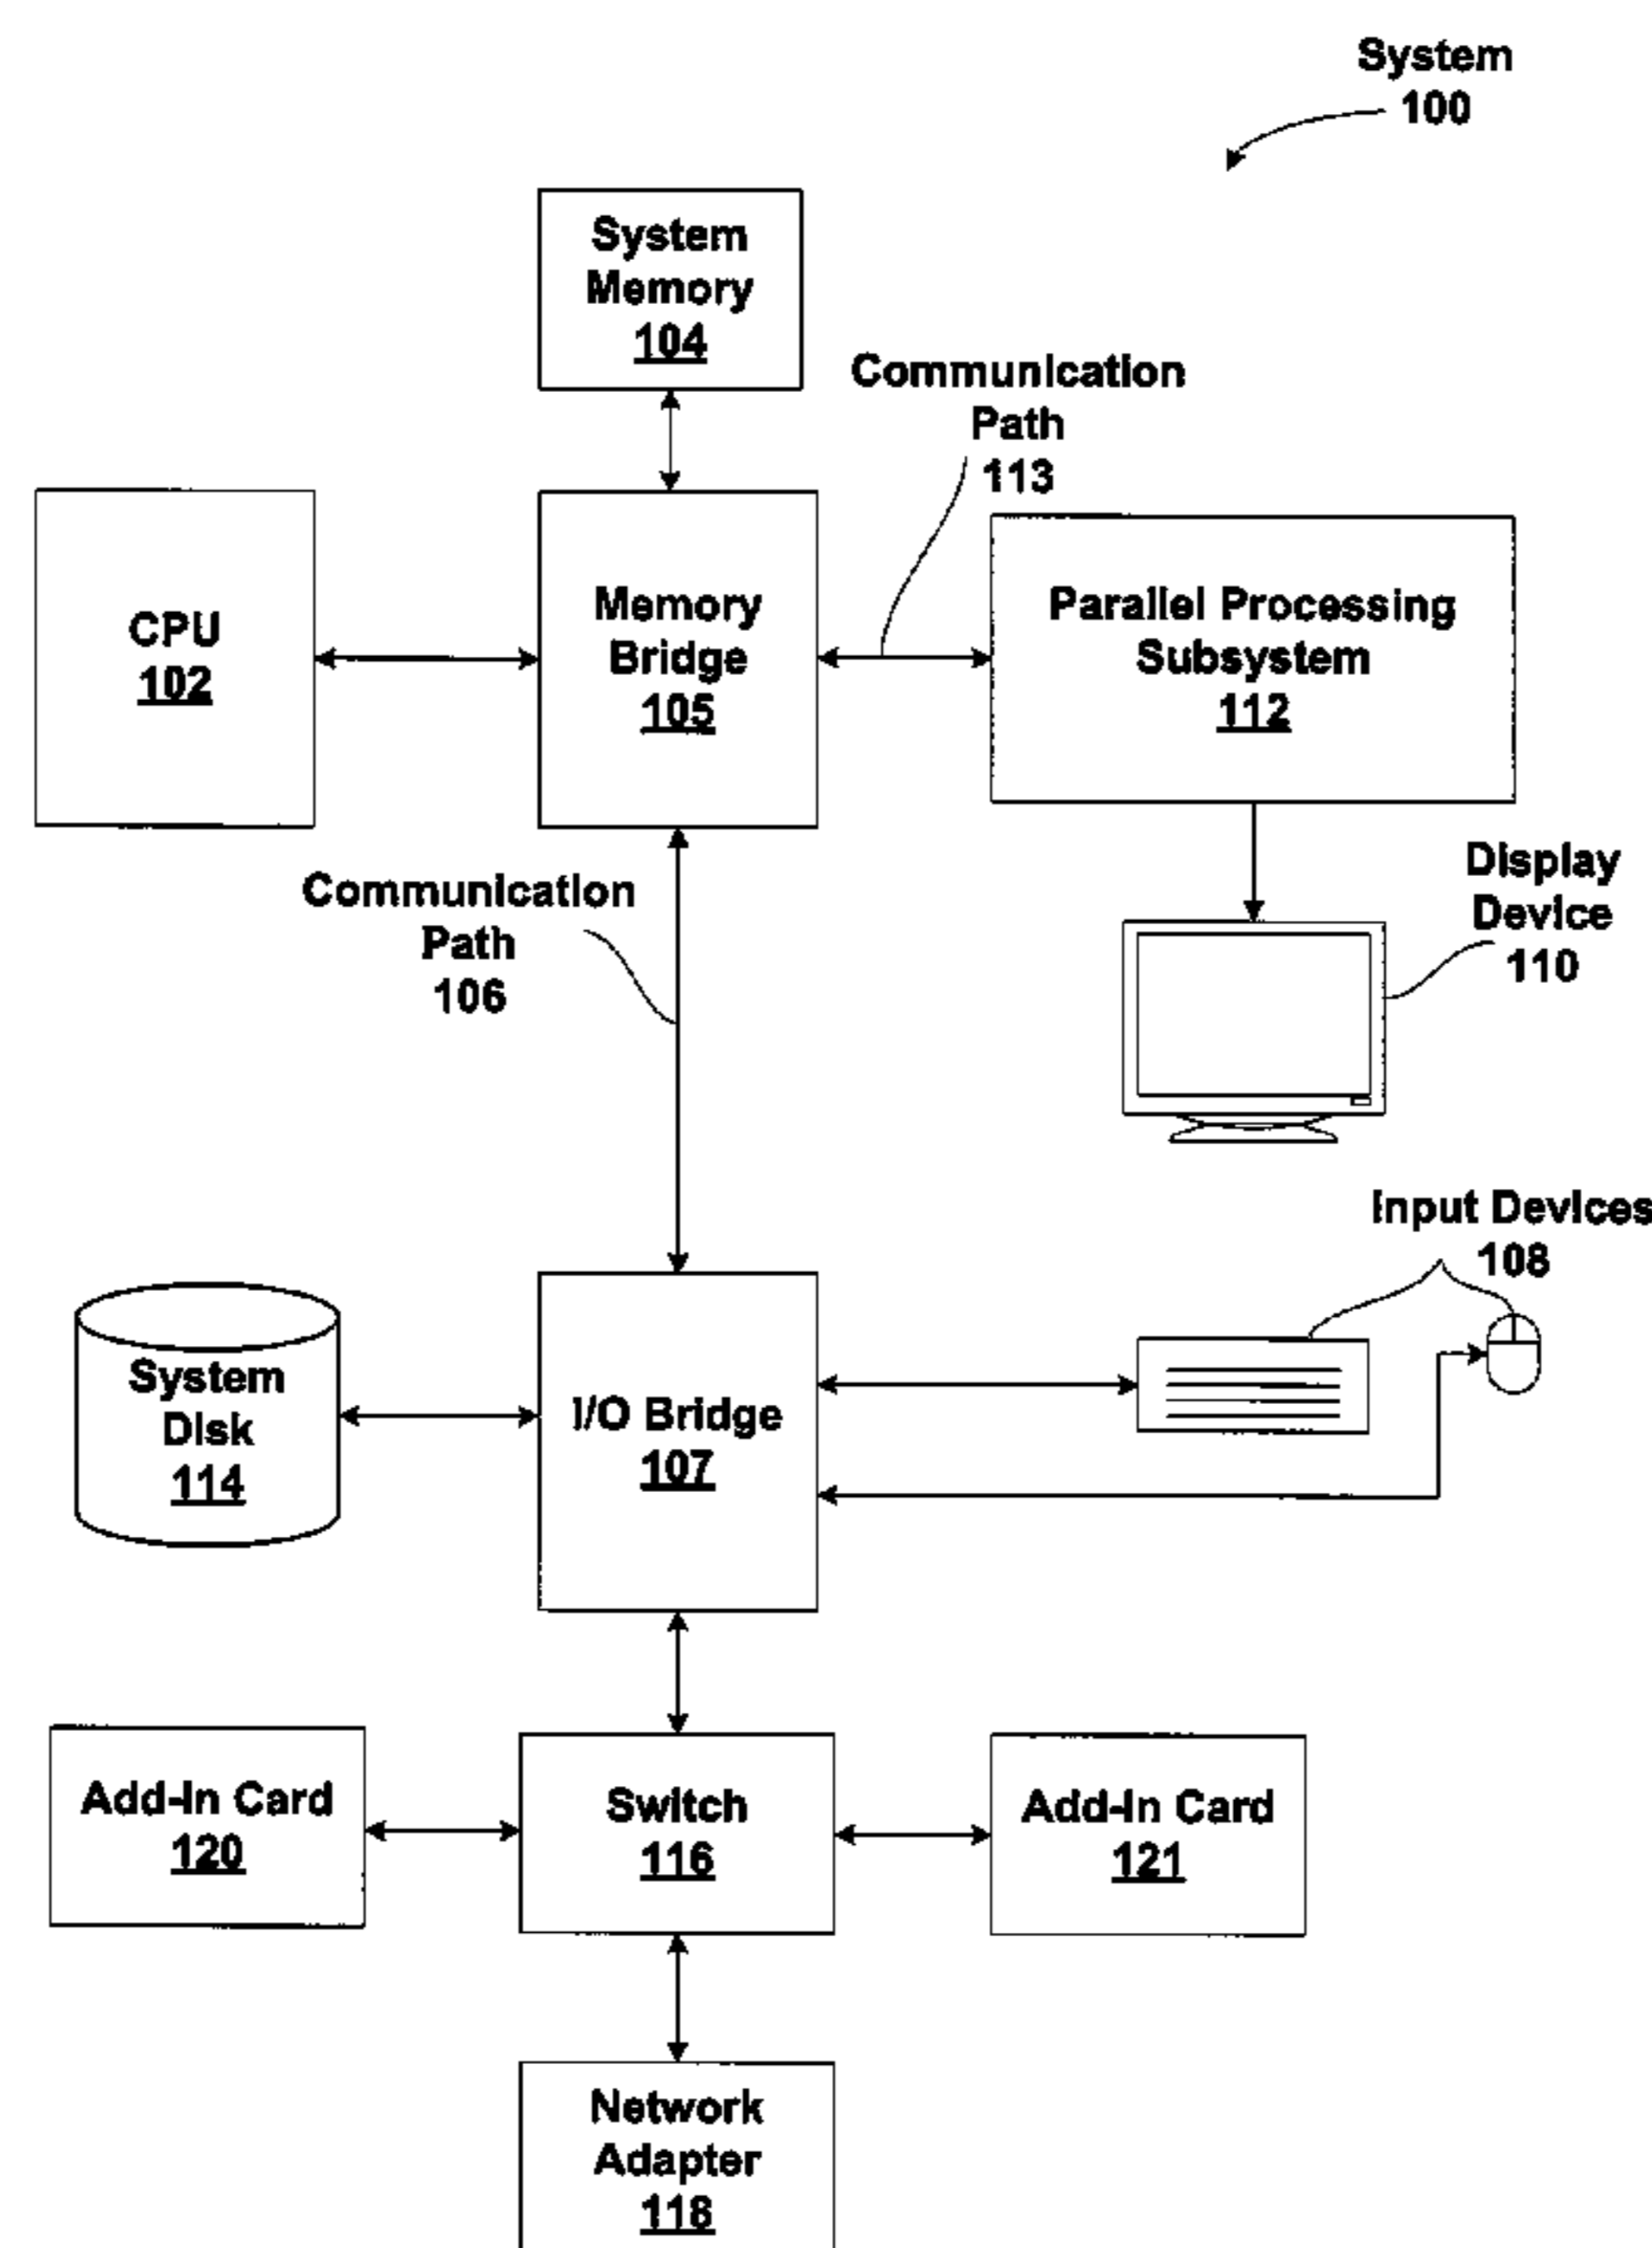 System
100
System
Memory
104
Communication
Path
113
CPU
102
Memory
Bridge
105
Parallel Processing
Subsystem
112
Communication
Path
106
Display
Device
110
Input Devices
108
System
Disk
114
I/O Bridge
107
Add-In Card
120
Switch
116
Add-In Card
121
Network
Adapter
118